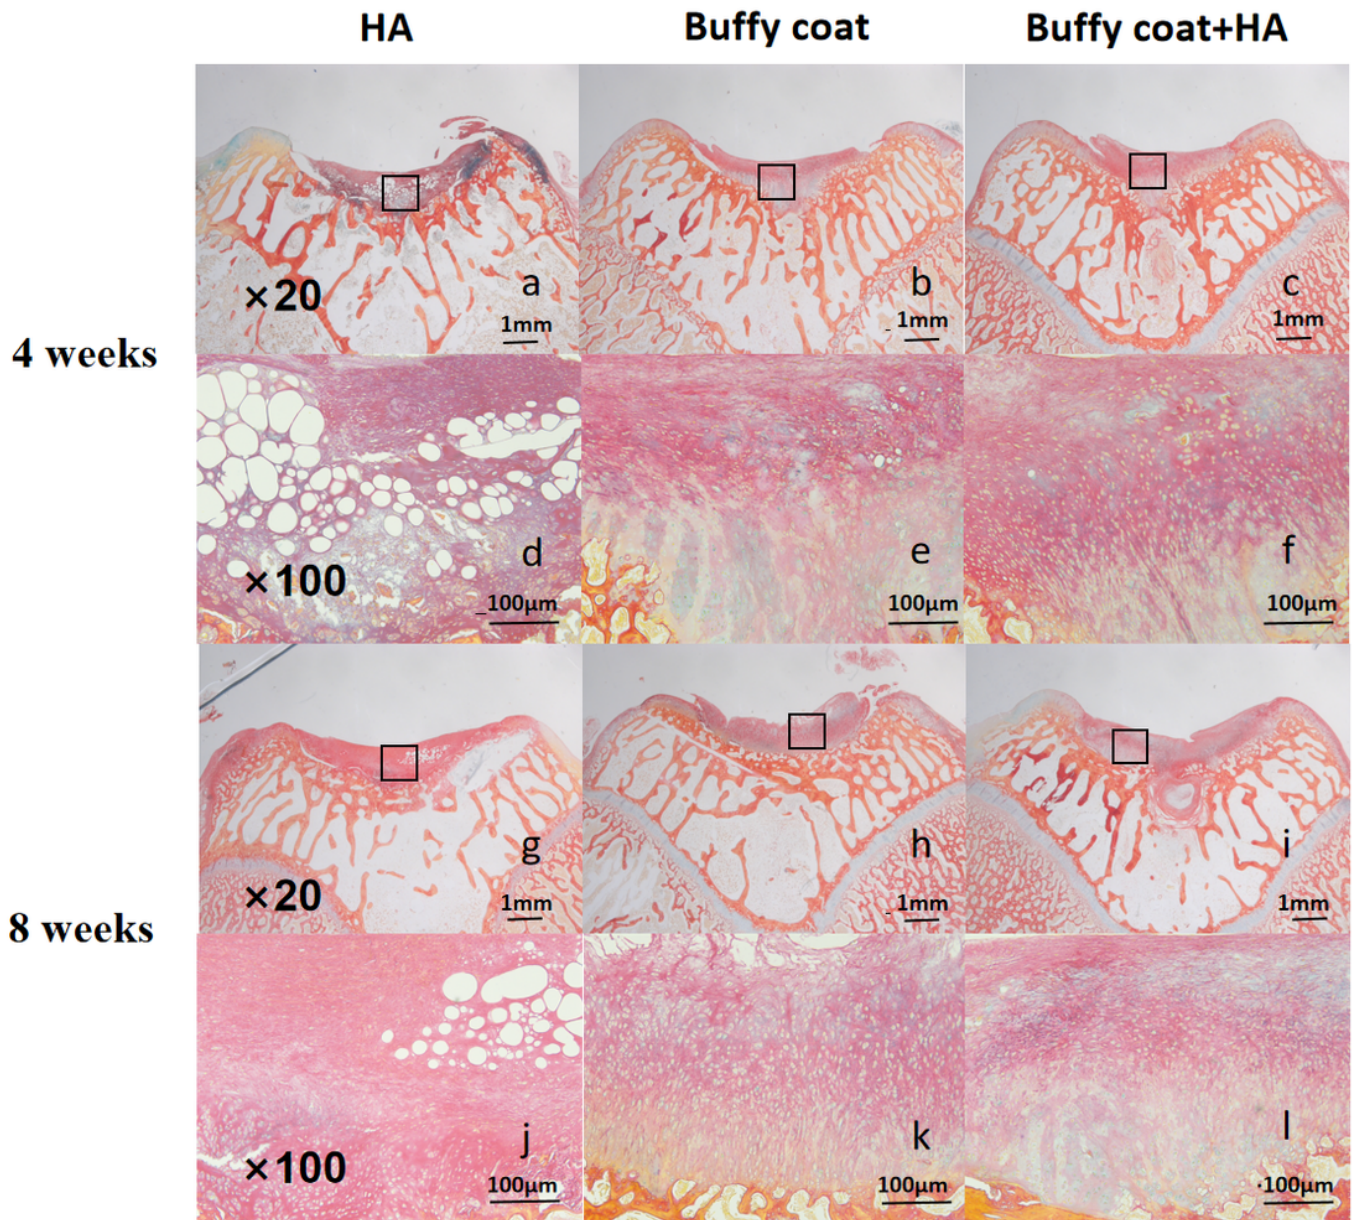 HA Buffy coat Buffy coat+HA
a b c
×20 1mm 1mm 1mm
4 weeks
d e f
×100 100μm 100μm 100μm
g h i
×20 1mm 1mm 1mm
8 weeks
j k l
×100 100μm 100μm 100μm